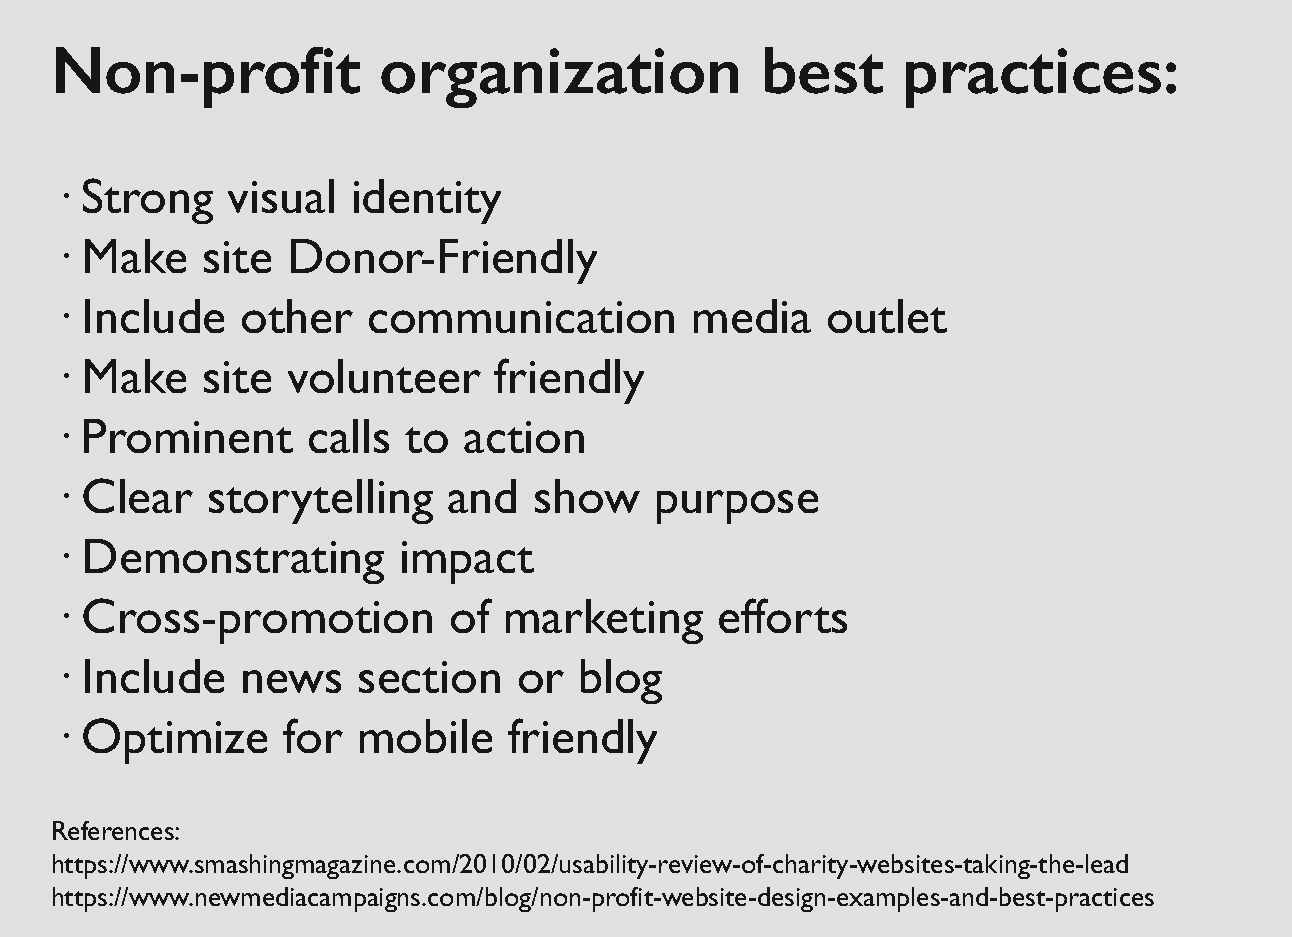 Non-profit organization best practices:
· Strong visual identity
· Make site Donor-Friendly
· Include other communication media outlet
· Make site volunteer friendly
· Prominent calls to action
· Clear storytelling and show purpose
· Demonstrating impact
· Cross-promotion of marketing efforts
· Include news section or blog
· Optimize for mobile friendly
References:
https://www.smashingmagazine.com/2010/02/usability-review-of-charity-websites-taking-the-lead
https://www.newmediacampaigns.com/blog/non-profit-website-design-examples-and-best-practices